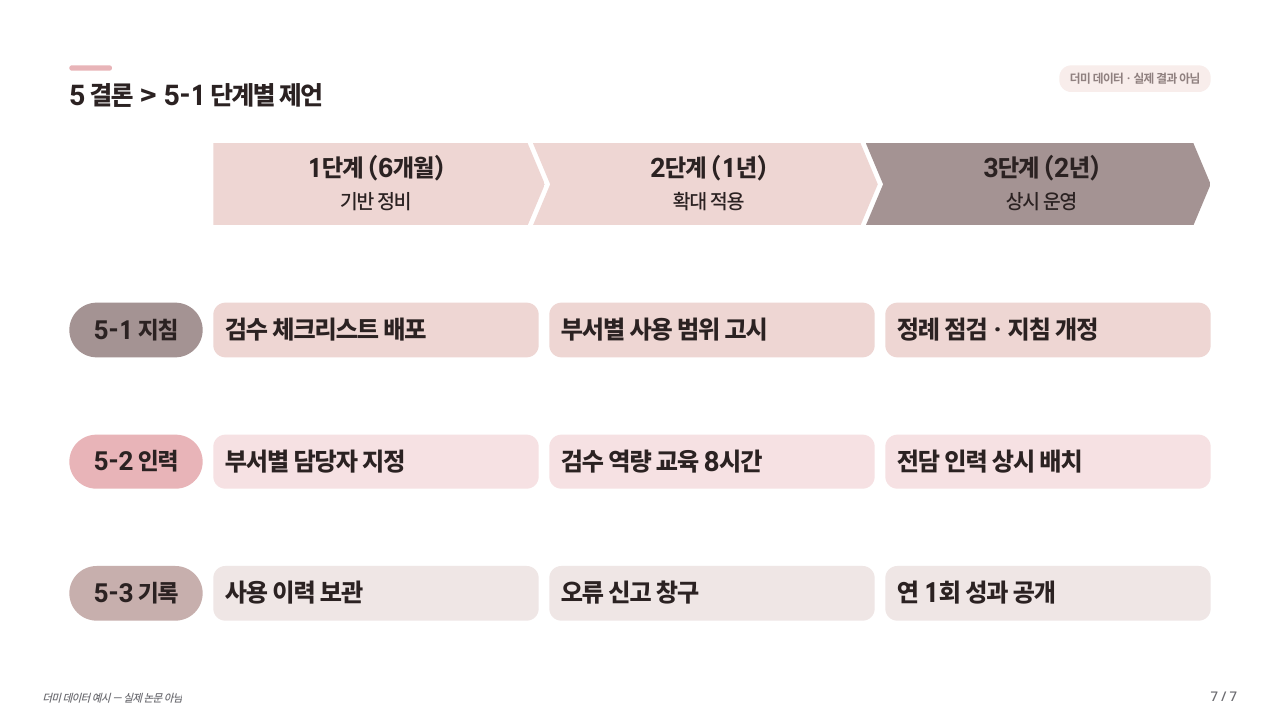 5 결론 > 5-1 단계별 제언
더미 데이터 · 실제 결과 아님
1단계 (6개월)
기반 정비
2단계 (1년)
확대 적용
3단계 (2년)
상시 운영
5-1 지침
검수 체크리스트 배포
부서별 사용 범위 고시
정례 점검 · 지침 개정
5-2 인력
부서별 담당자 지정
검수 역량 교육 8시간
전담 인력 상시 배치
5-3 기록
사용 이력 보관
오류 신고 창구
연 1회 성과 공개
더미 데이터 예시 — 실제 논문 아님
7 / 7